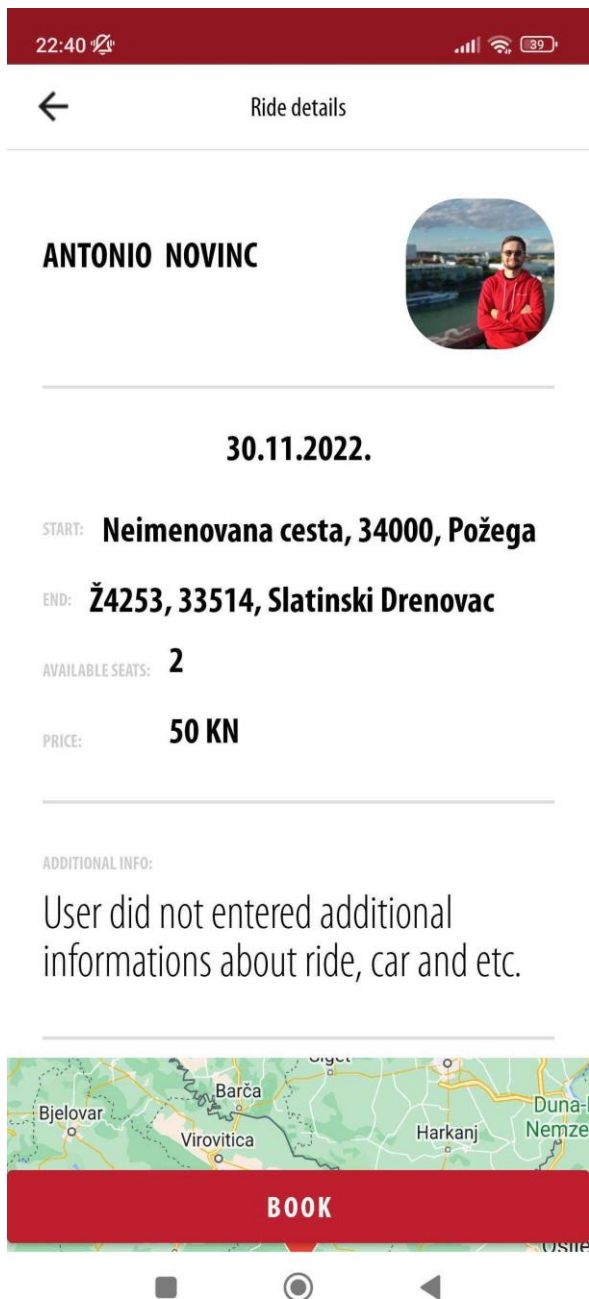 22:40
39
Ride details
ANTONIO NOVINC
30.11.2022.
START: Neimenovana cesta, 34000, Požega
END: Ž4253, 33514, Slatinski Drenovac
AVAILABLE SEATS: 2
PRICE: 50 KN
ADDITIONAL INFO:
User did not entered additional
informations about ride, car and etc.
Barča
Bjelovar
Duna-
Virovitica
Harkanj
Nemze
BOOK